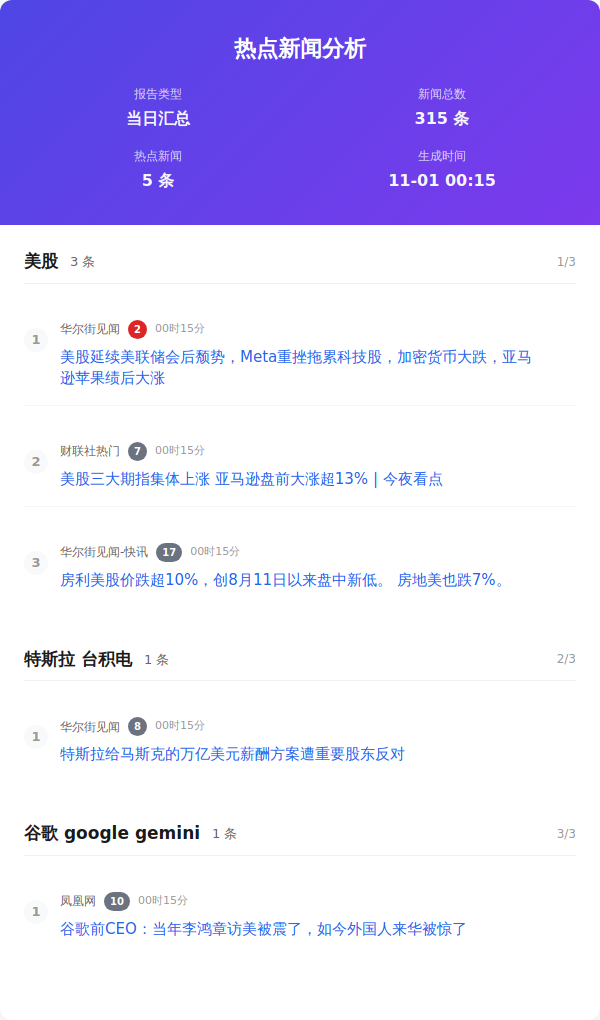 热点新闻分析
报告类型
当日汇总
新闻总数
315 条
热点新闻
5 条
生成时间
11-01 00:15
美股 3 条 1/3
1
华尔街见闻 2 00时15分
美股延续美联储会后颓势，Meta重挫拖累科技股，加密货币大跌，亚马
逊苹果绩后大涨
2
财联社热门 7 00时15分
美股三大期指集体上涨 亚马逊盘前大涨超13% | 今夜看点
3
华尔街见闻-快讯 17 00时15分
房利美股价跌超10%，创8月11日以来盘中新低。 房地美也跌7%。
特斯拉 台积电 1 条 2/3
1
华尔街见闻 8 00时15分
特斯拉给马斯克的万亿美元薪酬方案遭重要股东反对
谷歌 google gemini 1 条 3/3
1
凤凰网 10 00时15分
谷歌前CEO：当年李鸿章访美被震了，如今外国人来华被惊了